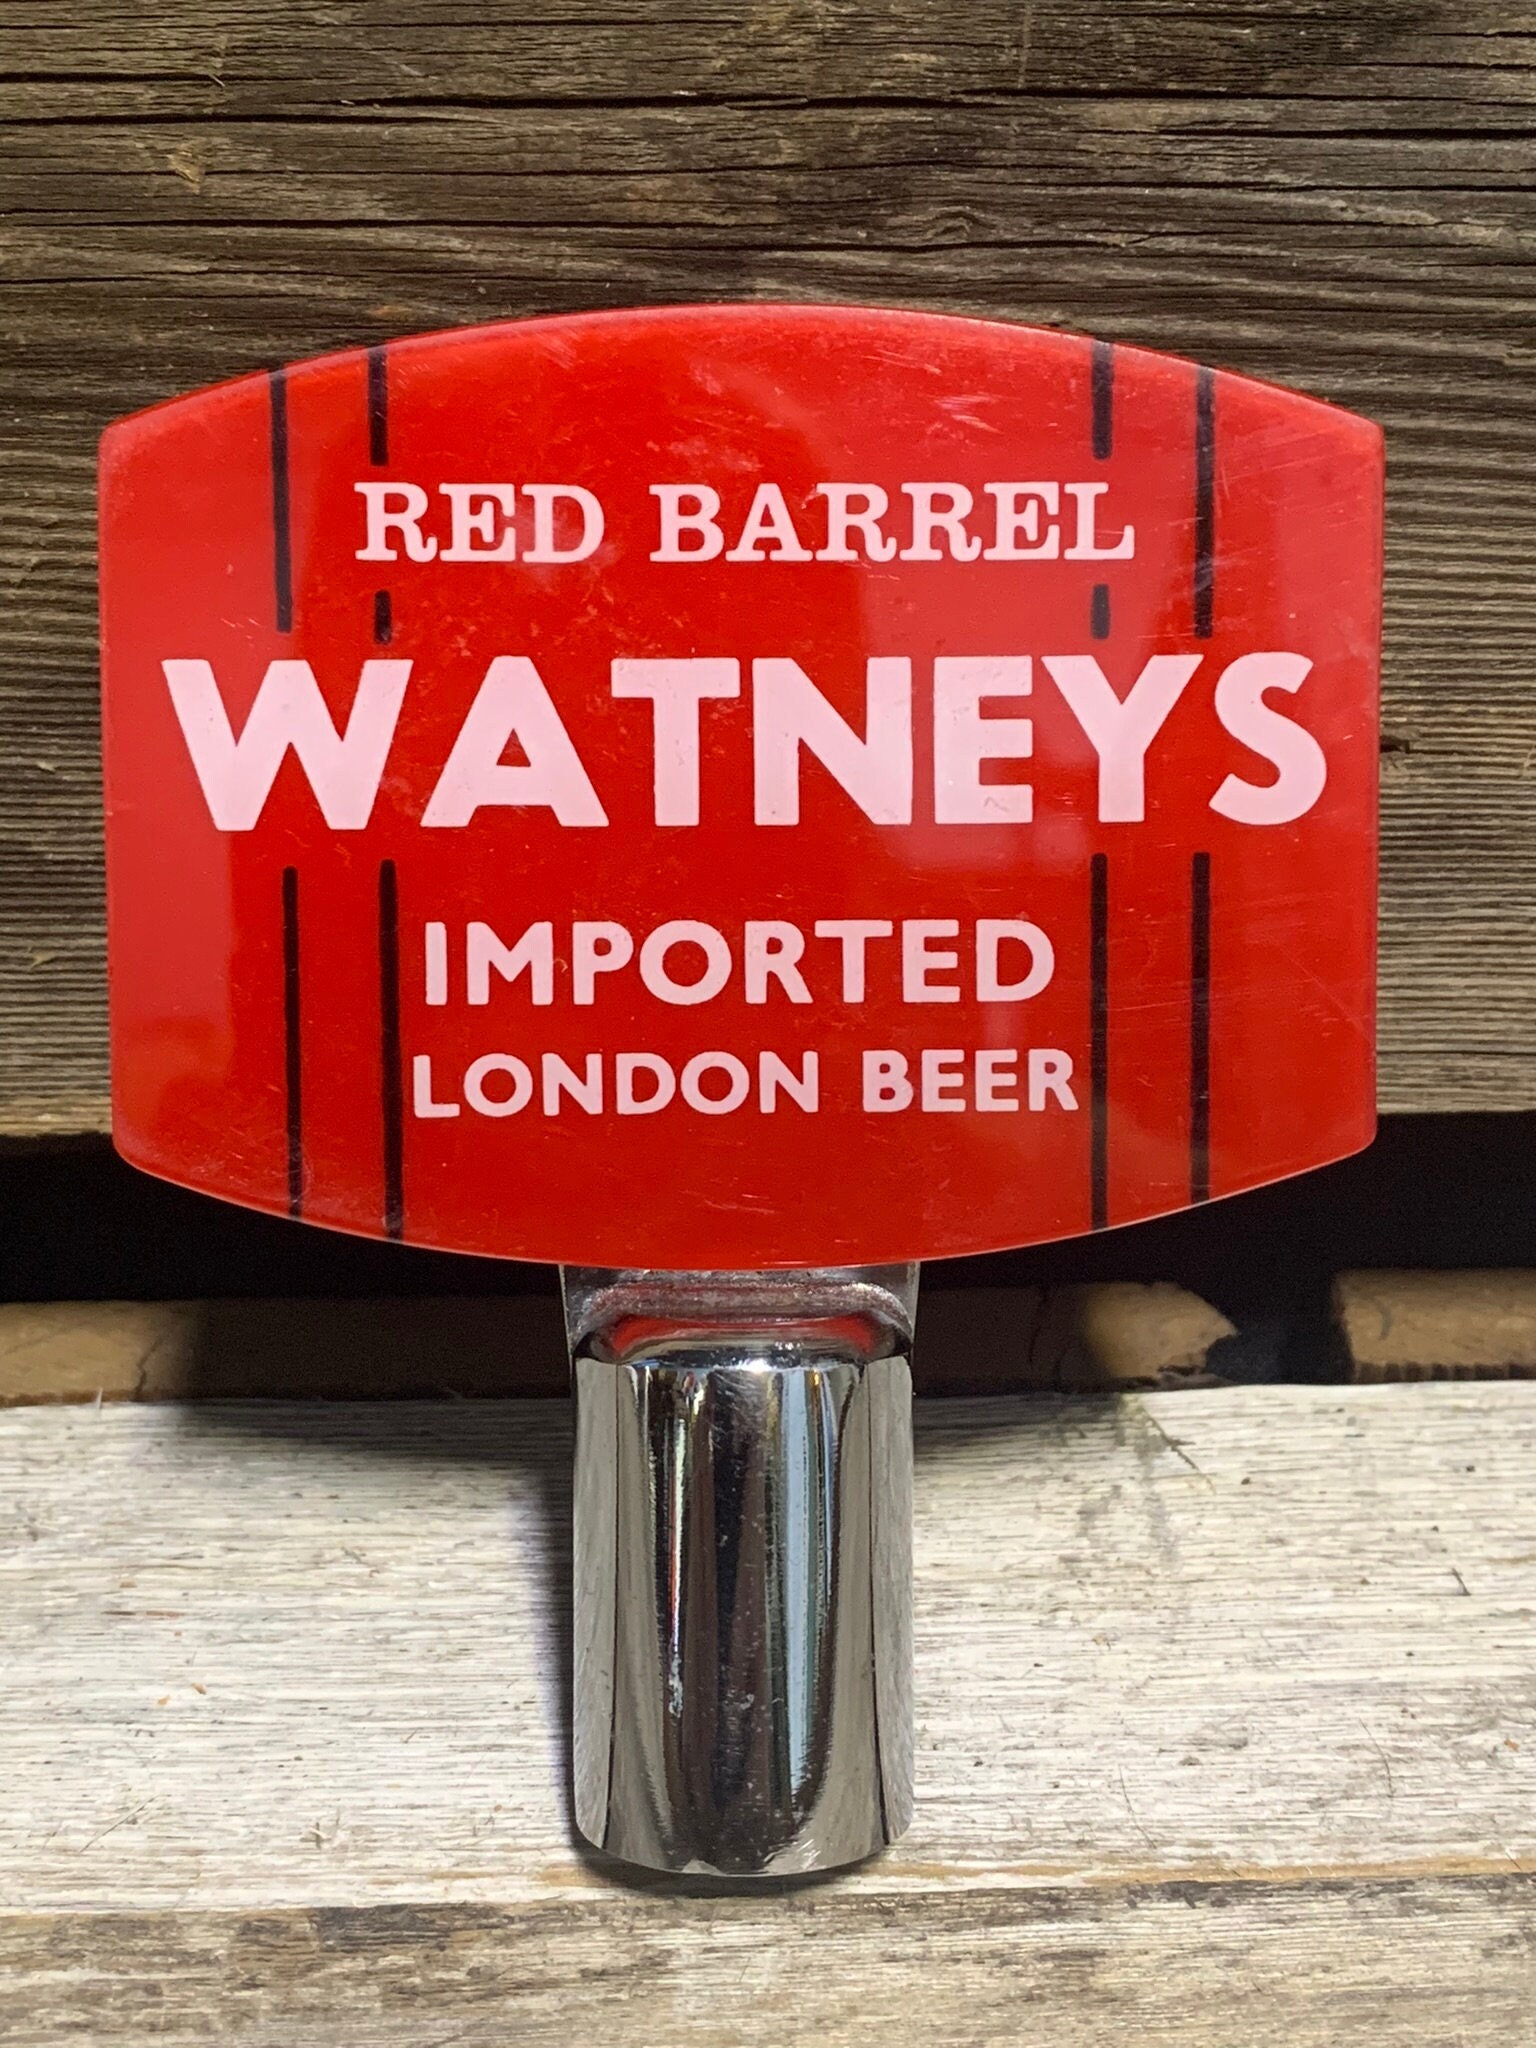 RED BARREL
WATNEYS
IMPORTED
LONDON BEER